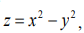 z = x² − y²,